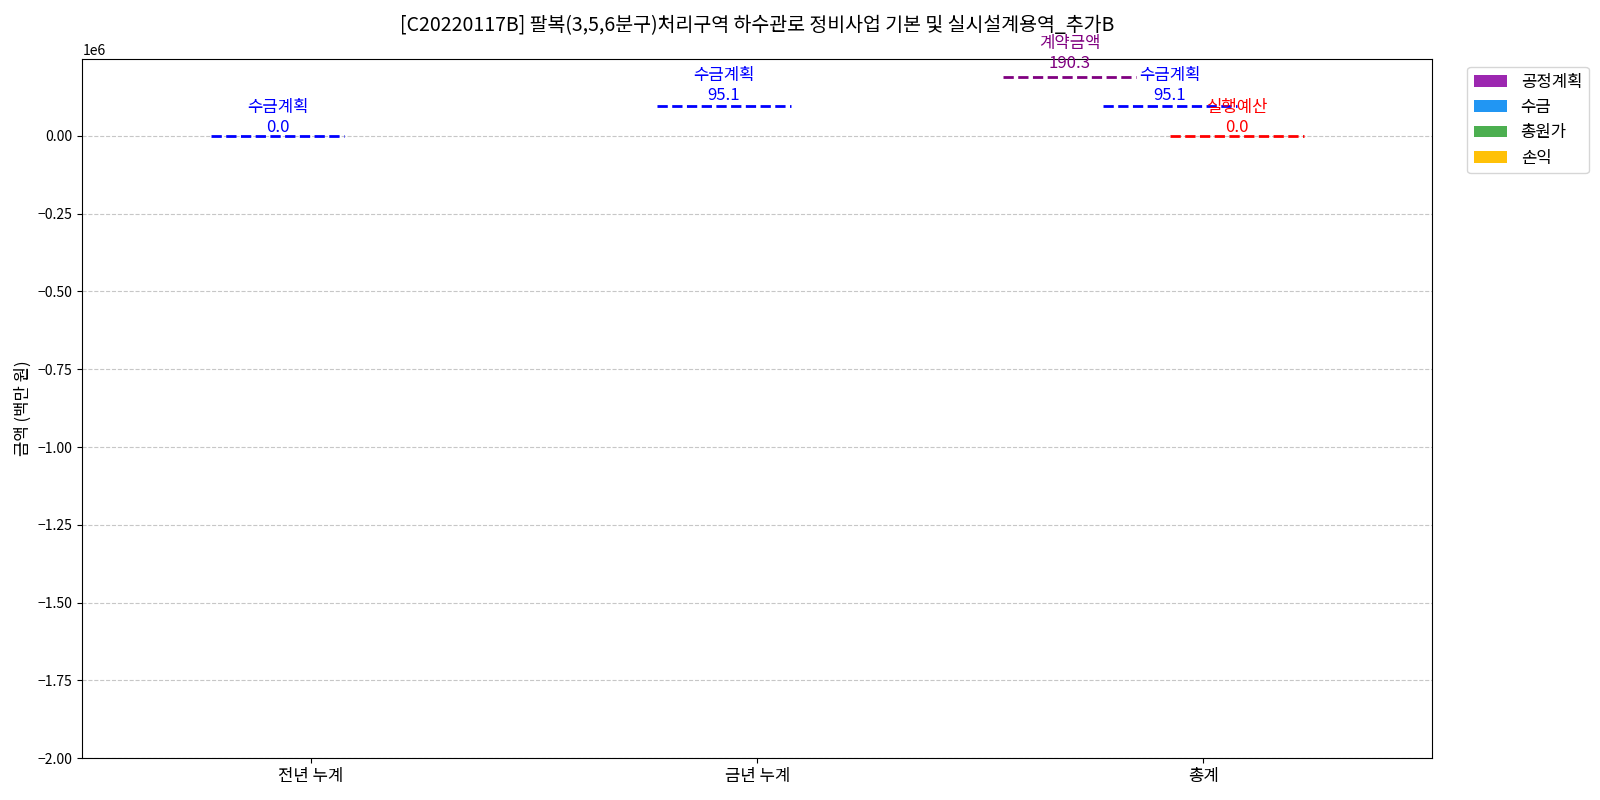 [C20220117B] 팔복(3,5,6분구)처리구역 하수관로 정비사업 기본 및 실시설계용역_추가B
1e6
계약금액
190.3
수금계획
95.1
수금계획
95.1
수금계획
0.0
실행예산
0.0
공정계획
수금
총원가
손익
금액 (백만 원)
0.00
−0.25
−0.50
−0.75
−1.00
−1.25
−1.50
−1.75
−2.00
전년 누계
금년 누계
총계